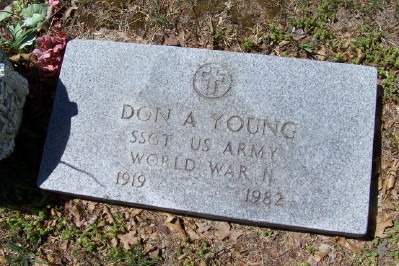 DON A YOUNG
SSGT US ARMY
WORLD WAR II
1919 1982